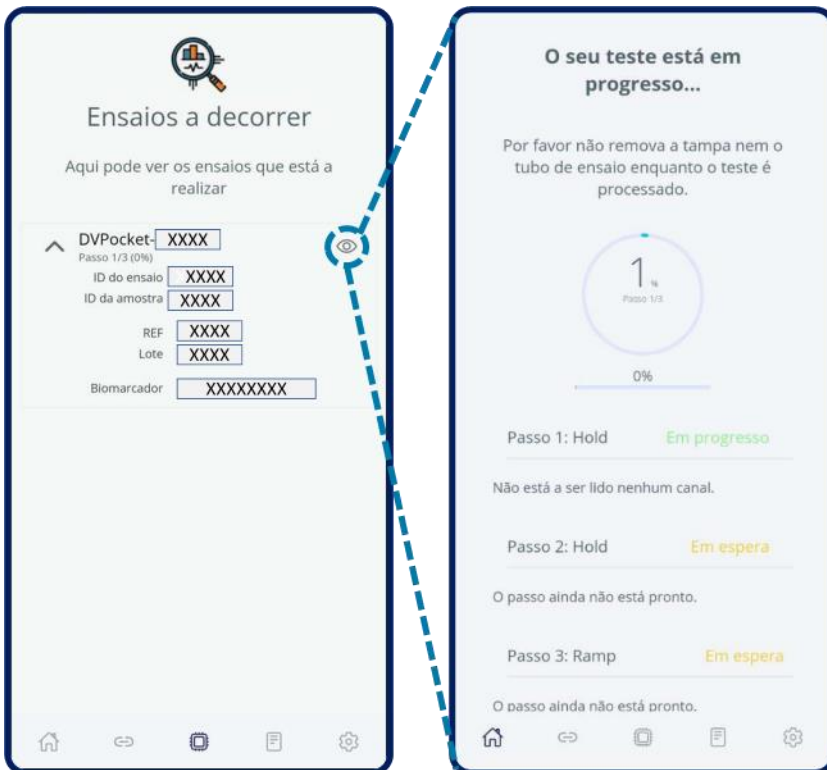 Ensaios a decorrer
Aqui pode ver os ensaios que está a
realizar
DVPocket- XXXX
Passo 1/3 (0%)
ID do ensaio XXXX
ID da amostra XXXX
REF XXXX
Lote XXXX
Biomarcador XXXXXXXX
O seu teste está em
progresso...
Por favor não remova a tampa nem o
tubo de ensaio enquanto o teste é
processado.
1 %
Passo 1/3
0%
Passo 1: Hold Em progresso
Não está a ser lido nenhum canal.
Passo 2: Hold Em espera
O passo ainda não está pronto.
Passo 3: Ramp Em espera
O passo ainda não está pronto.